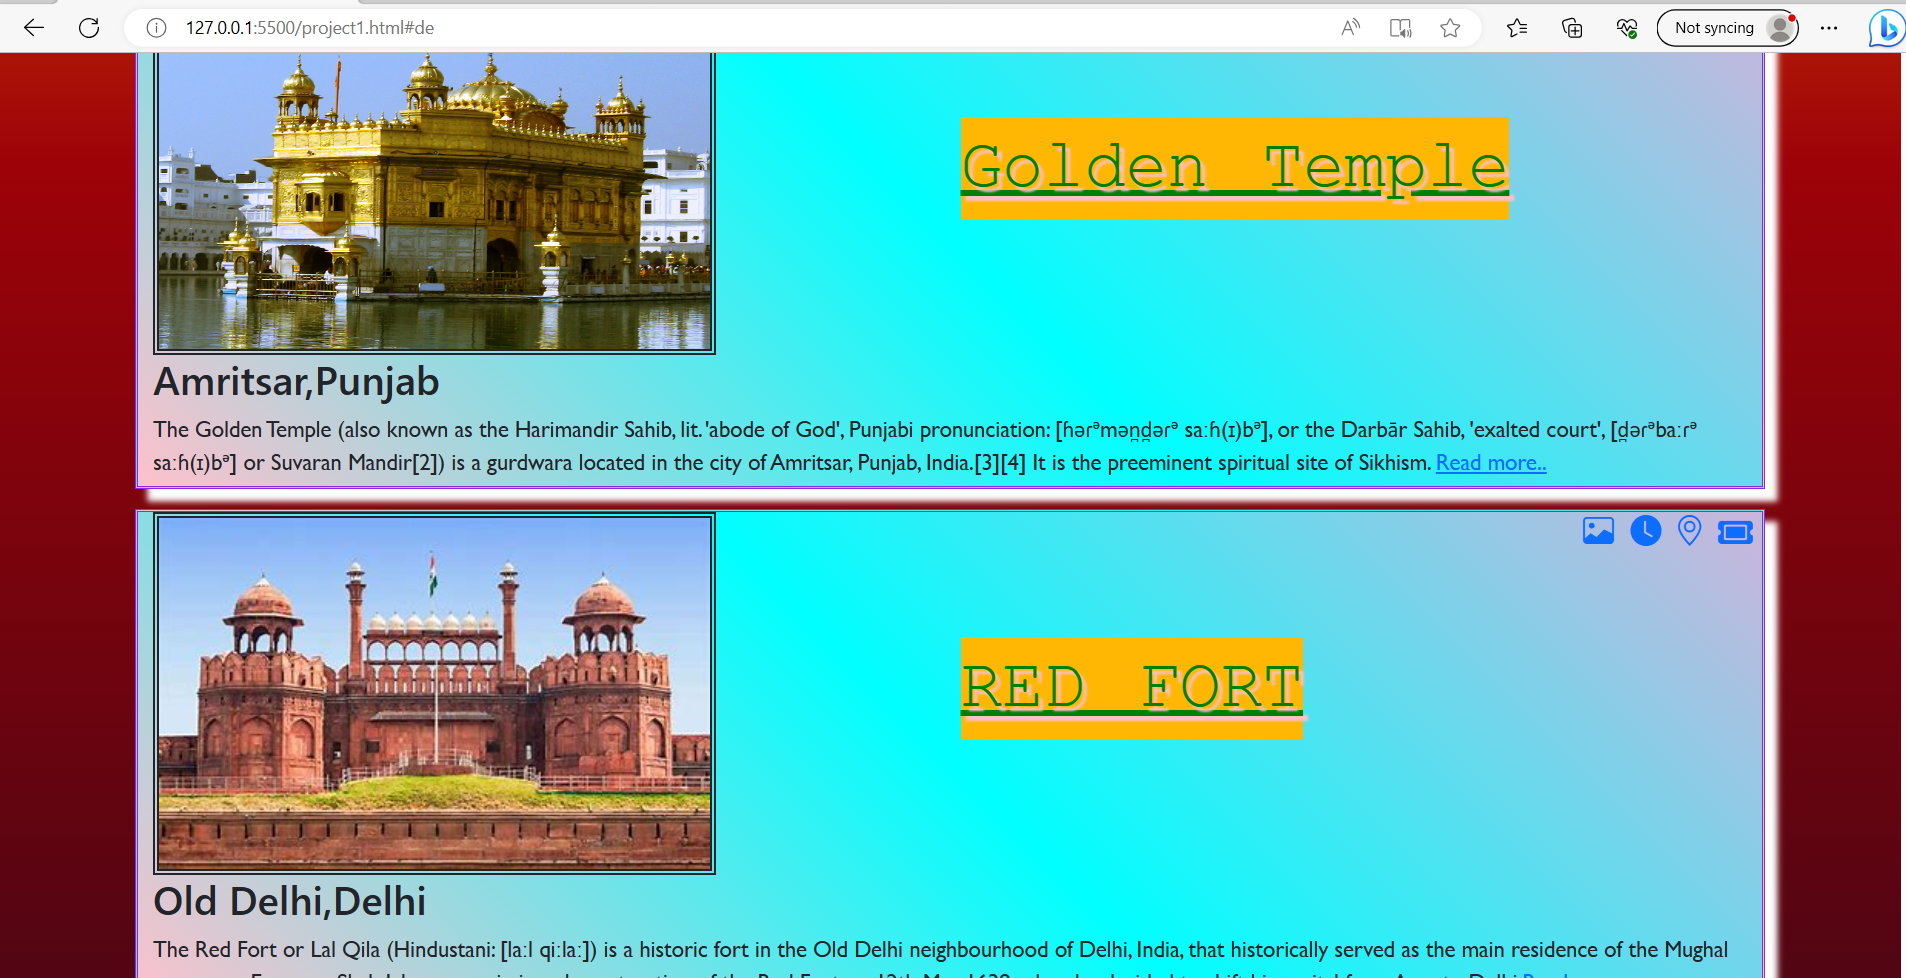 127.0.0.1:5500/project1.html#de
Not syncing
Golden Temple
Amritsar,Punjab
The Golden Temple (also known as the Harimandir Sahib, lit. 'abode of God', Punjabi pronunciation: [ɦəɾᵊmən̪d̪əɾᵊ saːɦ(ɪ)bᵊ], or the Darbār Sahib, 'exalted court', [d̪əɾᵊbaːɾᵊ
saːɦ(ɪ)bᵊ] or Suvaran Mandir[2]) is a gurdwara located in the city of Amritsar, Punjab, India.[3][4] It is the preeminent spiritual site of Sikhism. Read more..
RED FORT
Old Delhi,Delhi
The Red Fort or Lal Qila (Hindustani: [laːl qiːlaː]) is a historic fort in the Old Delhi neighbourhood of Delhi, India, that historically served as the main residence of the Mughal